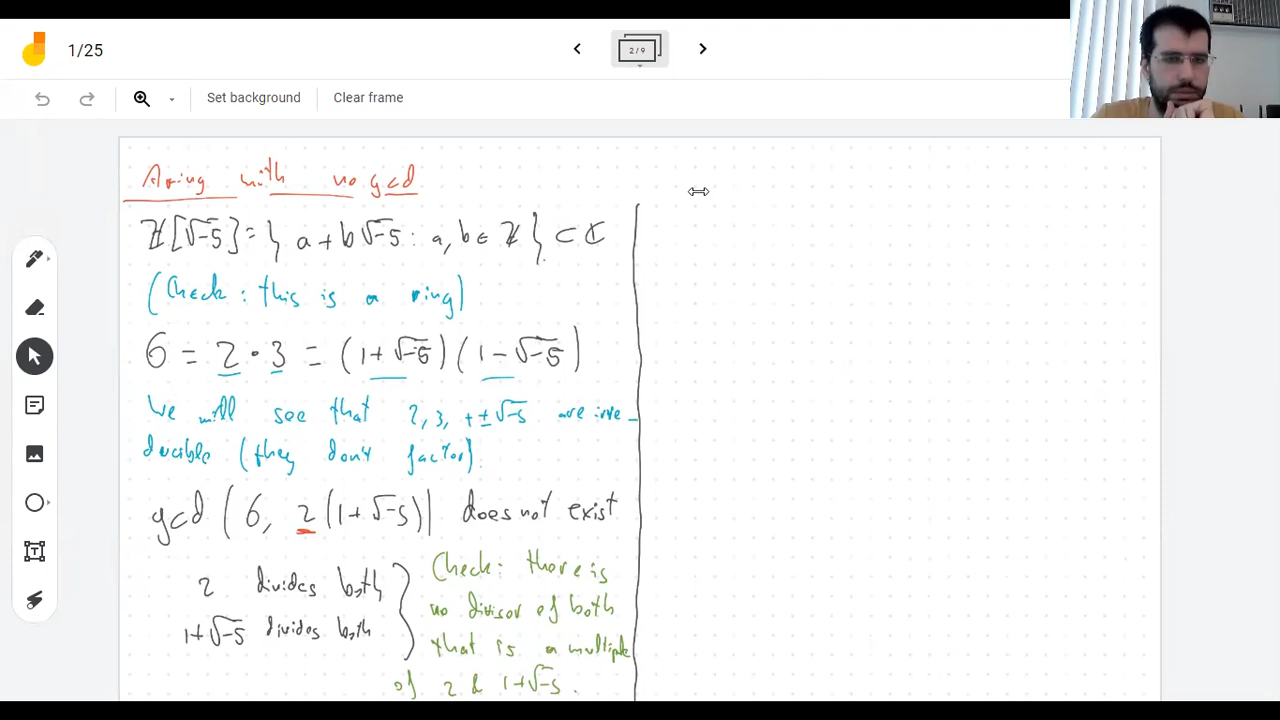 1/25
2/9
Set background
Clear frame
A ring with no gcd
ℤ[√-5] = { a + b√-5 : a, b ∈ ℤ } ⊂ ℂ
(Check: this is a ring)
6 = 2 · 3 = (1+√-5)(1-√-5)
We will see that 2, 3, 1±√-5 are irre-
ducible (they don't factor).
gcd (6, 2(1+√-5)) does not exist
2 divides both
1+√-5 divides both
Check: there is
no divisor of both
that is a multiple
of 2 & 1+√-5.